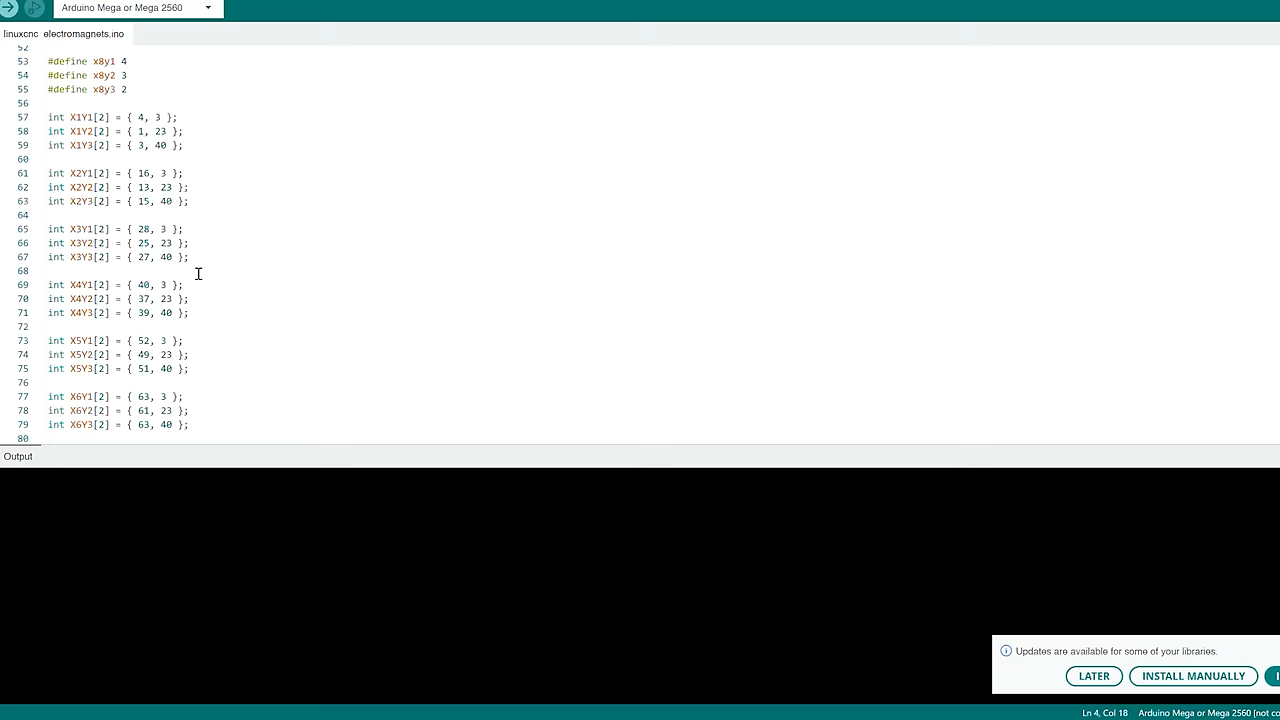 Arduino Mega or Mega 2560
linuxcnc_electromagnets.ino
52
53 #define x8y1 4
54 #define x8y2 3
55 #define x8y3 2
56
57 int X1Y1[2] = { 4, 3 };
58 int X1Y2[2] = { 1, 23 };
59 int X1Y3[2] = { 3, 40 };
60
61 int X2Y1[2] = { 16, 3 };
62 int X2Y2[2] = { 13, 23 };
63 int X2Y3[2] = { 15, 40 };
64
65 int X3Y1[2] = { 28, 3 };
66 int X3Y2[2] = { 25, 23 };
67 int X3Y3[2] = { 27, 40 };
68
69 int X4Y1[2] = { 40, 3 };
70 int X4Y2[2] = { 37, 23 };
71 int X4Y3[2] = { 39, 40 };
72
73 int X5Y1[2] = { 52, 3 };
74 int X5Y2[2] = { 49, 23 };
75 int X5Y3[2] = { 51, 40 };
76
77 int X6Y1[2] = { 63, 3 };
78 int X6Y2[2] = { 61, 23 };
79 int X6Y3[2] = { 63, 40 };
80
Output
Updates are available for some of your libraries.
LATER INSTALL MANUALLY
Ln 4, Col 18 Arduino Mega or Mega 2560 [not co